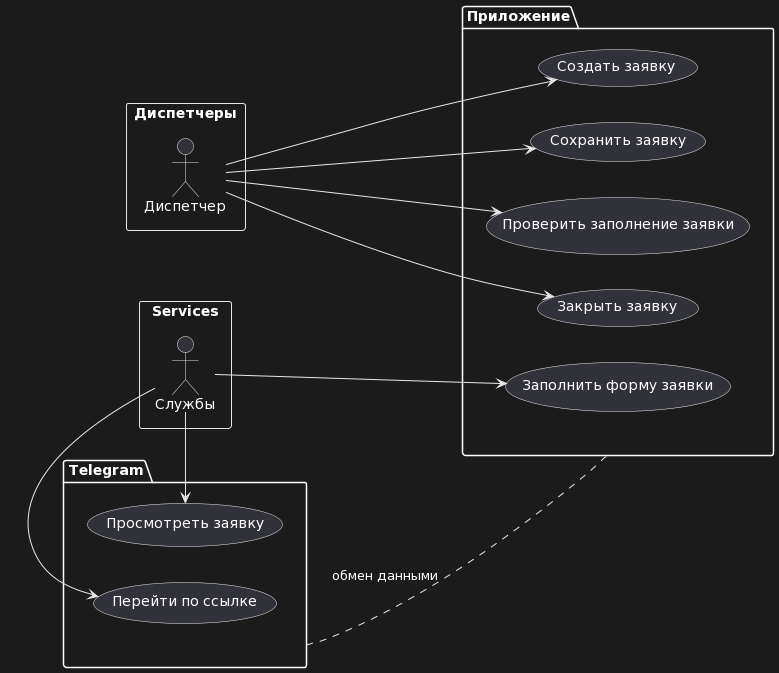 Приложение
Создать заявку
Диспетчеры
Сохранить заявку
Диспетчер
Проверить заполнение заявки
Закрыть заявку
Services
Заполнить форму заявки
Службы
Telegram
Просмотреть заявку
обмен данными
Перейти по ссылке